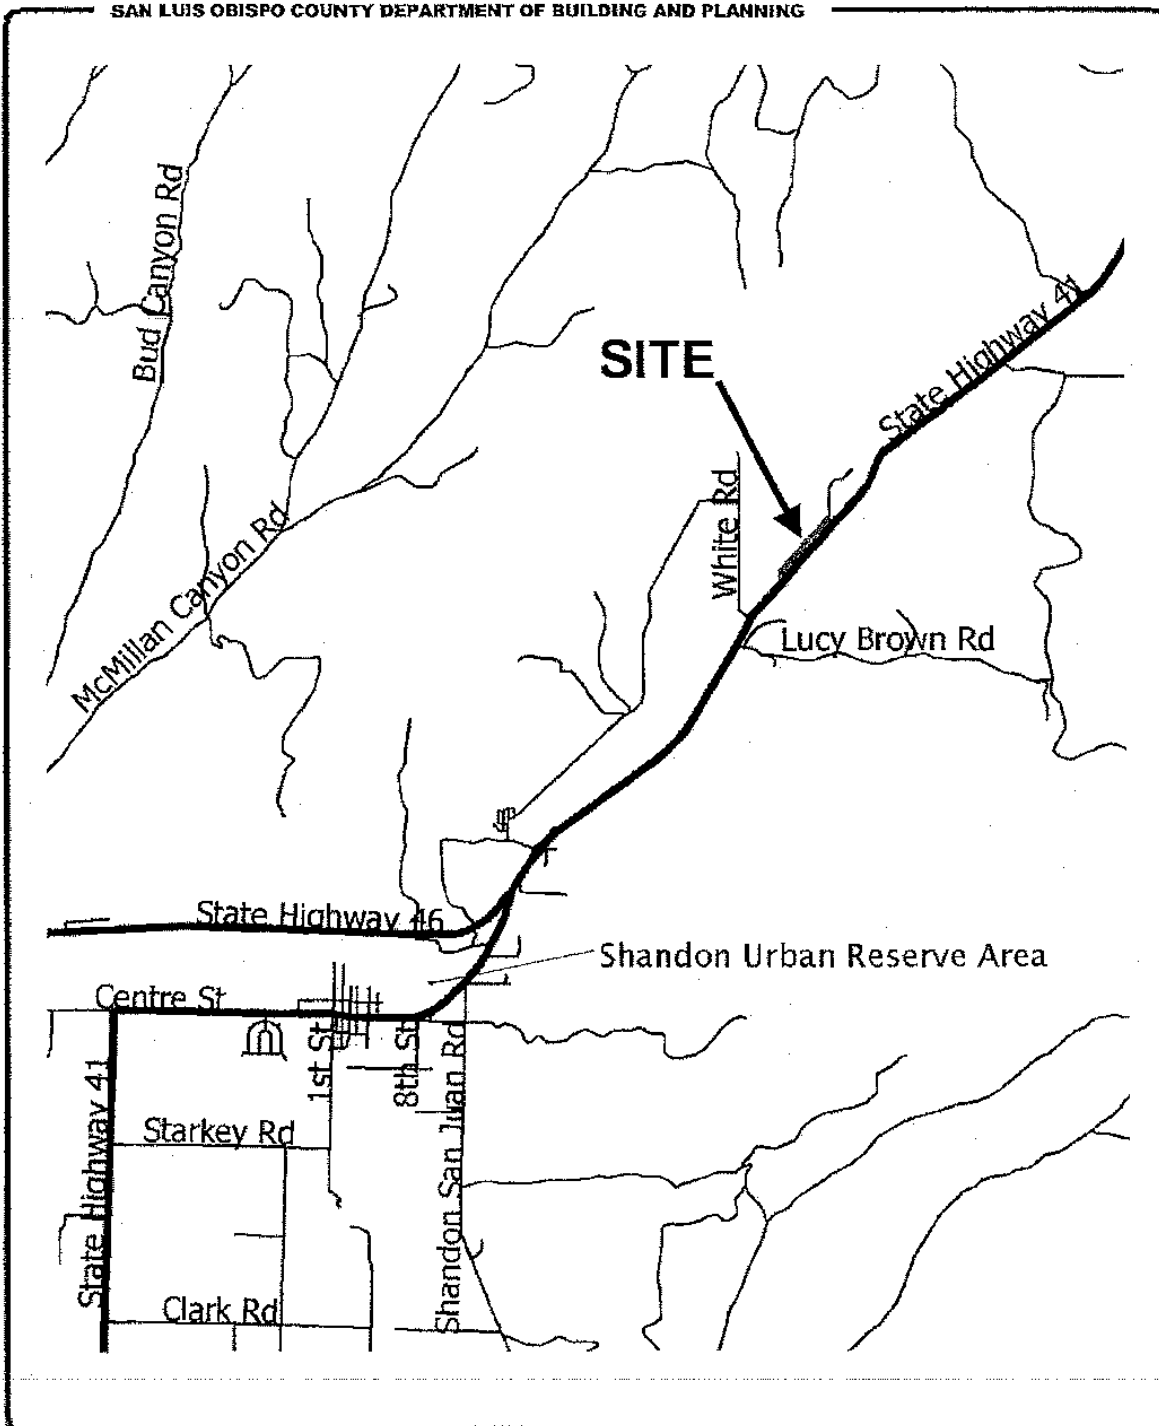 SAN LUIS OBISPO COUNTY DEPARTMENT OF BUILDING AND PLANNING
Bud Canyon Rd
State Highway 41
SITE
White Rd
McMillan Canyon Rd
Lucy Brown Rd
State Highway 46
Shandon Urban Reserve Area
Centre St
1st St
8th St
Shandon San Juan Rd
State Highway 41
Starkey Rd
Clark Rd